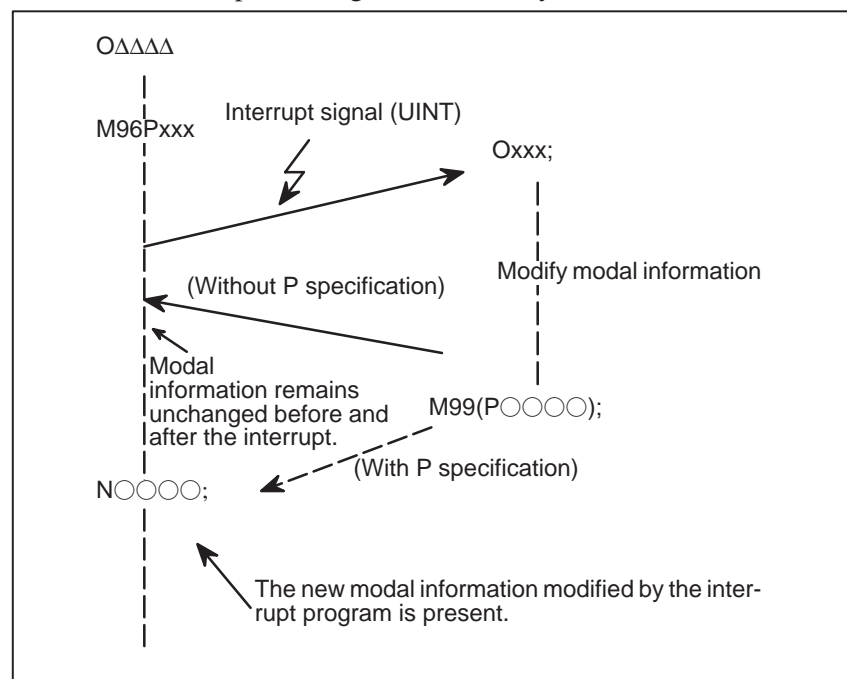 O∆∆∆∆
M96Pxxx
Interrupt signal (UINT)
Oxxx;
Modify modal information
(Without P specification)
Modal
information remains
unchanged before and
after the interrupt.
M99(P○○○○);
(With P specification)
N○○○○;
The new modal information modified by the inter-
rupt program is present.